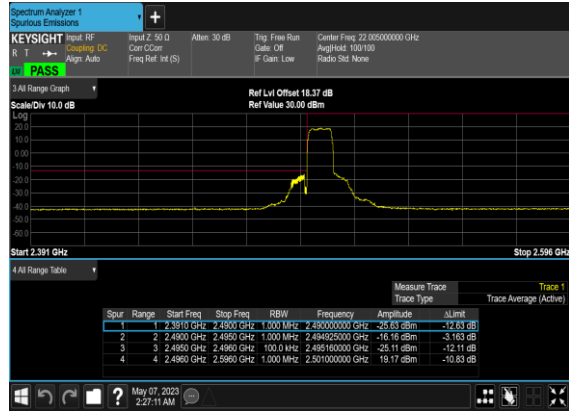 Spectrum Analyzer 1
Spurious Emissions
+
KEYSIGHT Input: RF Input Z: 50 Ω Atten: 30 dB Trig: Free Run Center Freq: 22.005000000 GHz
R T Coupling: DC Corr CCorr Gate: Off Avg|Hold: 100/100
Align: Auto Freq Ref: Int (S) IF Gain: Low Radio Std: None
PASS
3 All Range Graph
Ref Lvl Offset 18.37 dB
Scale/Div 10.0 dB Ref Value 30.00 dBm
Log
20.0
10.0
0.00
-10.0
-20.0
-30.0
-40.0
-50.0
-60.0
Start 2.391 GHz Stop 2.596 GHz
4 All Range Table
Measure Trace Trace 1
Trace Type Trace Average (Active)
Spur Range Start Freq Stop Freq RBW Frequency Amplitude ΔLimit
1 1 2.3910 GHz 2.4900 GHz 1.000 MHz 2.490000000 GHz -25.63 dBm -12.63 dB
2 2 2.4900 GHz 2.4950 GHz 1.000 MHz 2.494925000 GHz -16.16 dBm -3.163 dB
3 3 2.4950 GHz 2.4960 GHz 100.0 kHz 2.495160000 GHz -25.11 dBm -12.11 dB
4 4 2.4960 GHz 2.5960 GHz 1.000 MHz 2.501000000 GHz 19.17 dBm -10.83 dB
?
May 07, 2023
2:27:11 AM